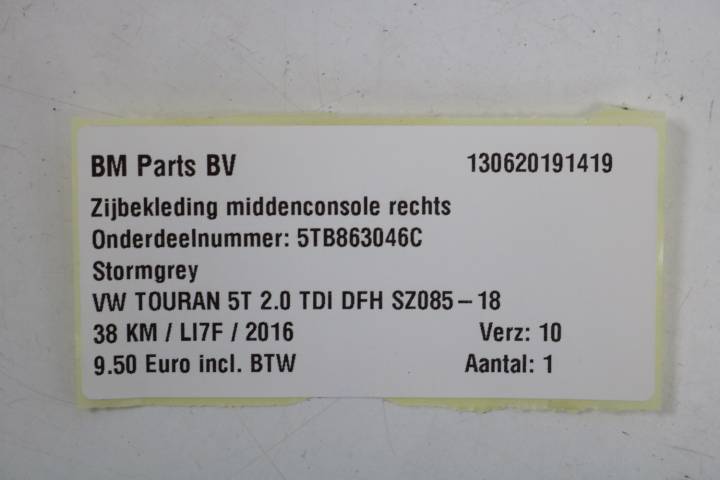 BM Parts BV 130620191419
Zijbekleding middenconsole rechts
Onderdeelnummer: 5TB863046C
Stormgrey
VW TOURAN 5T 2.0 TDI DFH SZ085-18
38 KM / LI7F / 2016 Verz: 10
9.50 Euro incl. BTW Aantal: 1